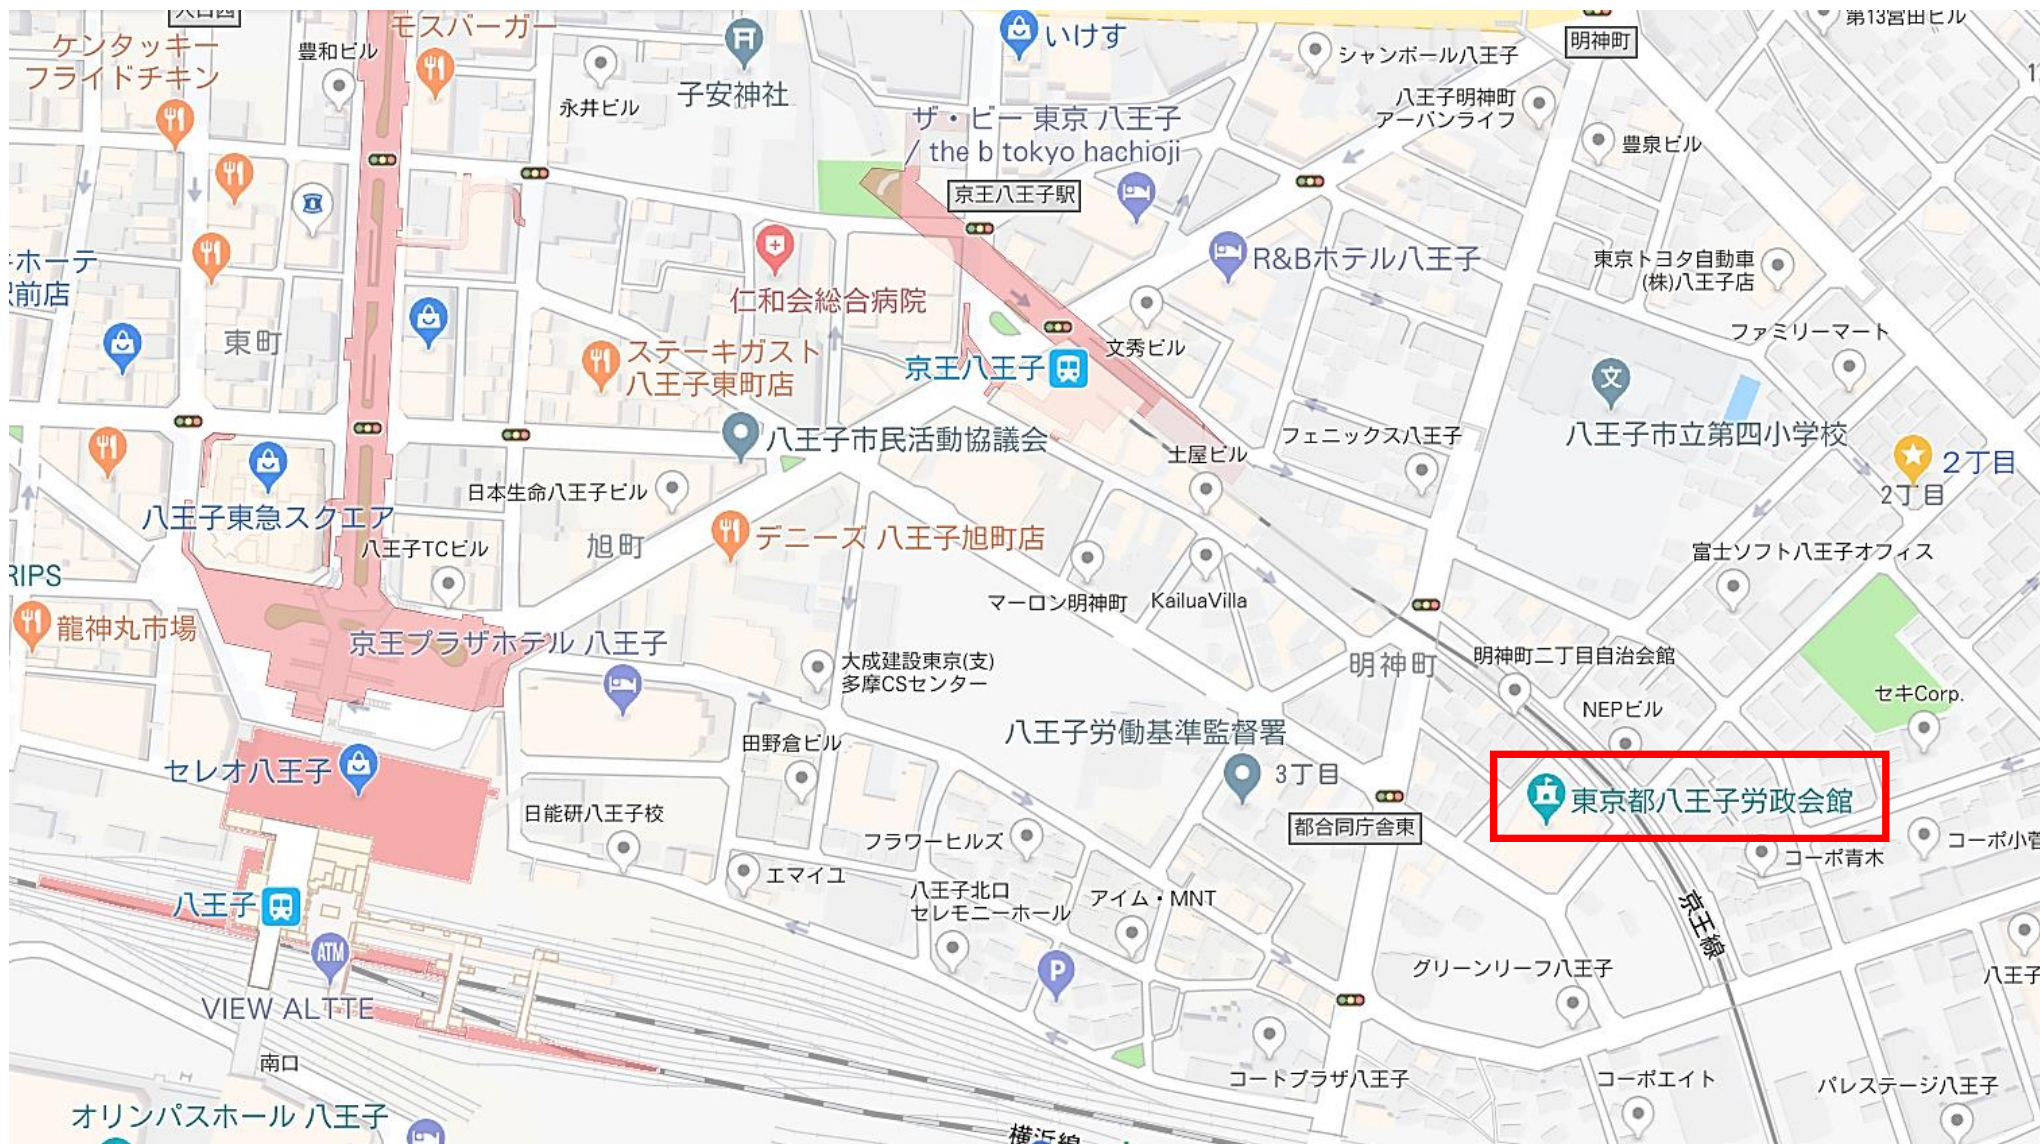 第13宮田ビル
モスバーガー
ケンタッキー
フライドチキン
豊和ビル
いけす
明神町
シャンボール八王子
永井ビル
子安神社
八王子明神町
アーバンライフ
豊泉ビル
ザ・ビー 東京 八王子
/ the b tokyo hachioji
京王八王子駅
R&Bホテル八王子
東京トヨタ自動車
(株)八王子店
ホーテ
前店
仁和会総合病院
東町
ステーキガスト
八王子東町店
京王八王子
文秀ビル
ファミリーマート
文
八王子市民活動協議会
土屋ビル
フェニックス八王子
八王子市立第四小学校
2丁目
2丁目
日本生命八王子ビル
八王子東急スクエア
八王子TCビル
旭町
デニーズ 八王子旭町店
富士ソフト八王子オフィス
RIPS
龍神丸市場
マーロン明神町
KailuaVilla
京王プラザホテル 八王子
大成建設東京(支)
多摩CSセンター
明神町
明神町二丁目自治会館
セキCorp.
NEPビル
八王子労働基準監督署
田野倉ビル
セレオ八王子
3丁目
東京都八王子労政会館
日能研八王子校
都合同庁舎東
フラワーヒルズ
コーポ小菅
コーポ青木
エマイユ
八王子北口
セレモニーホール
アイム・MNT
八王子
京王線
ATM
P
グリーンリーフ八王子
八王子
VIEW ALTTE
南口
コートプラザ八王子
コーポエイト
パレステージ八王子
オリンパスホール 八王子
横浜線